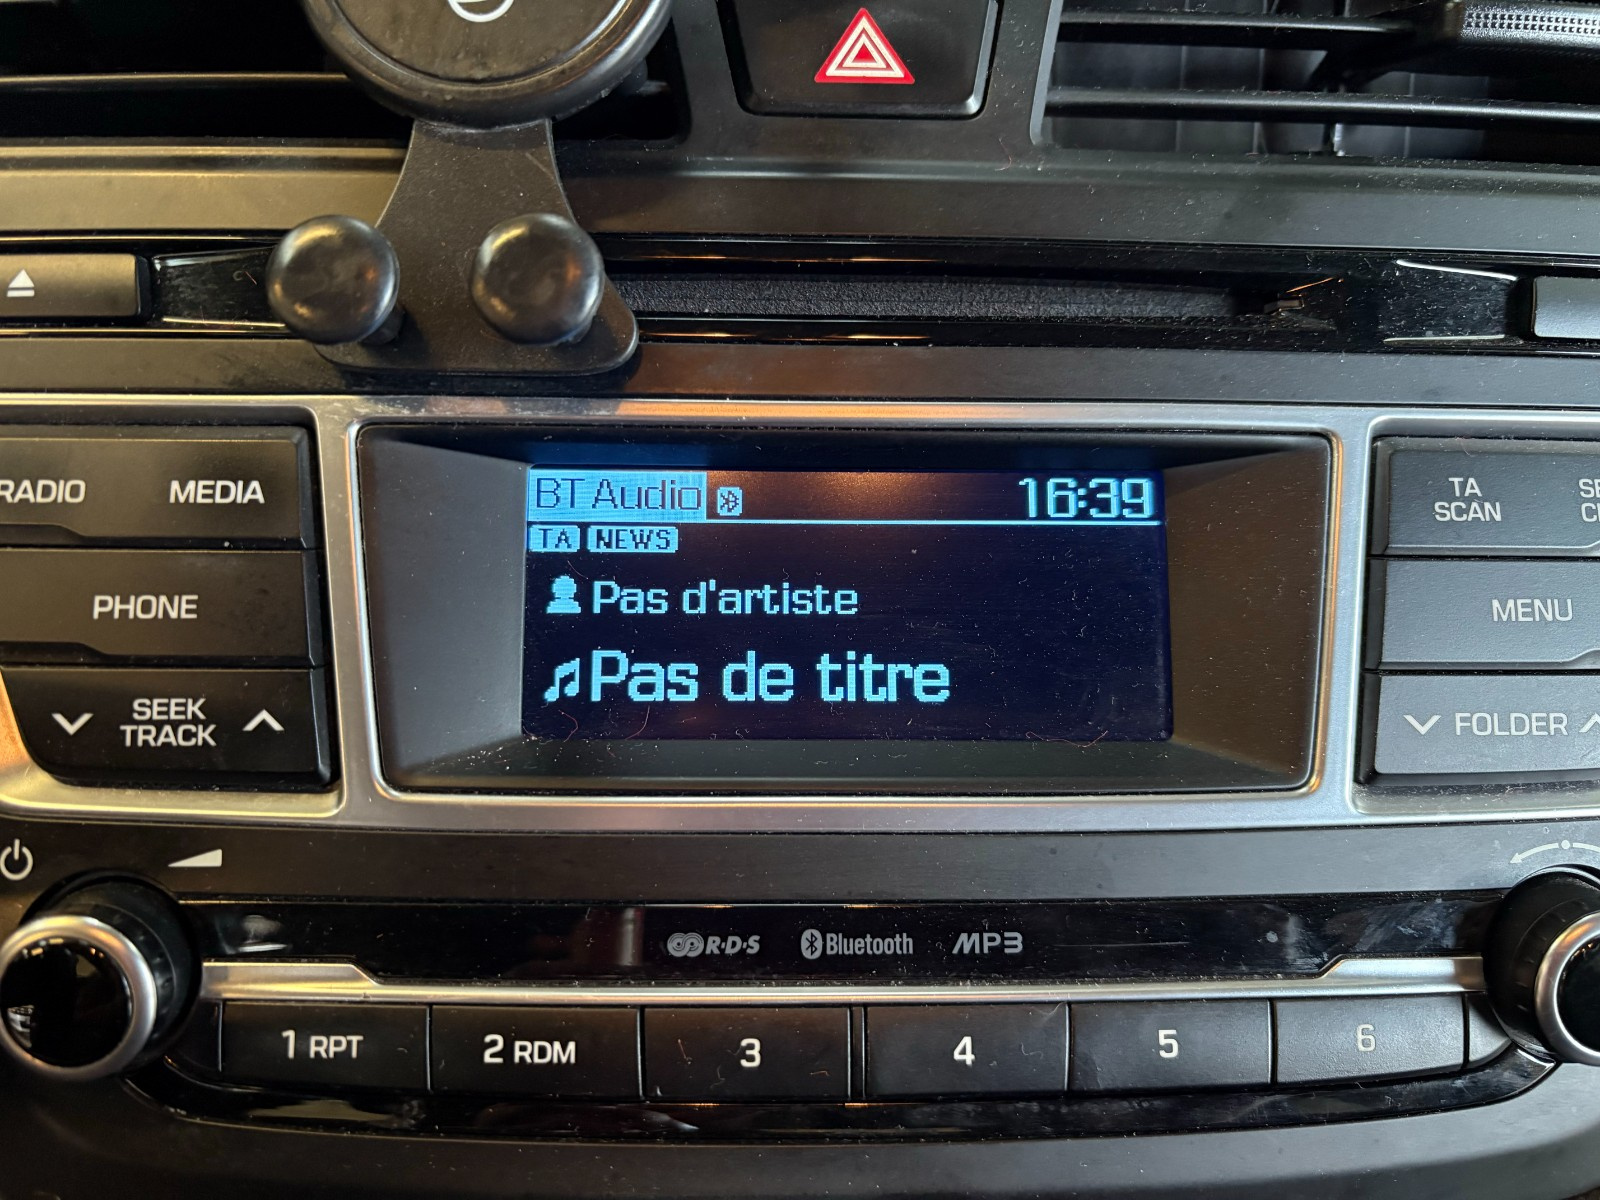 RADIO
MEDIA
PHONE
SEEK
TRACK
BT Audio
16:39
TA NEWS
Pas d'artiste
Pas de titre
TA
SCAN
MENU
FOLDER
R·D·S
Bluetooth
MP3
1 RPT
2 RDM
3
4
5
6